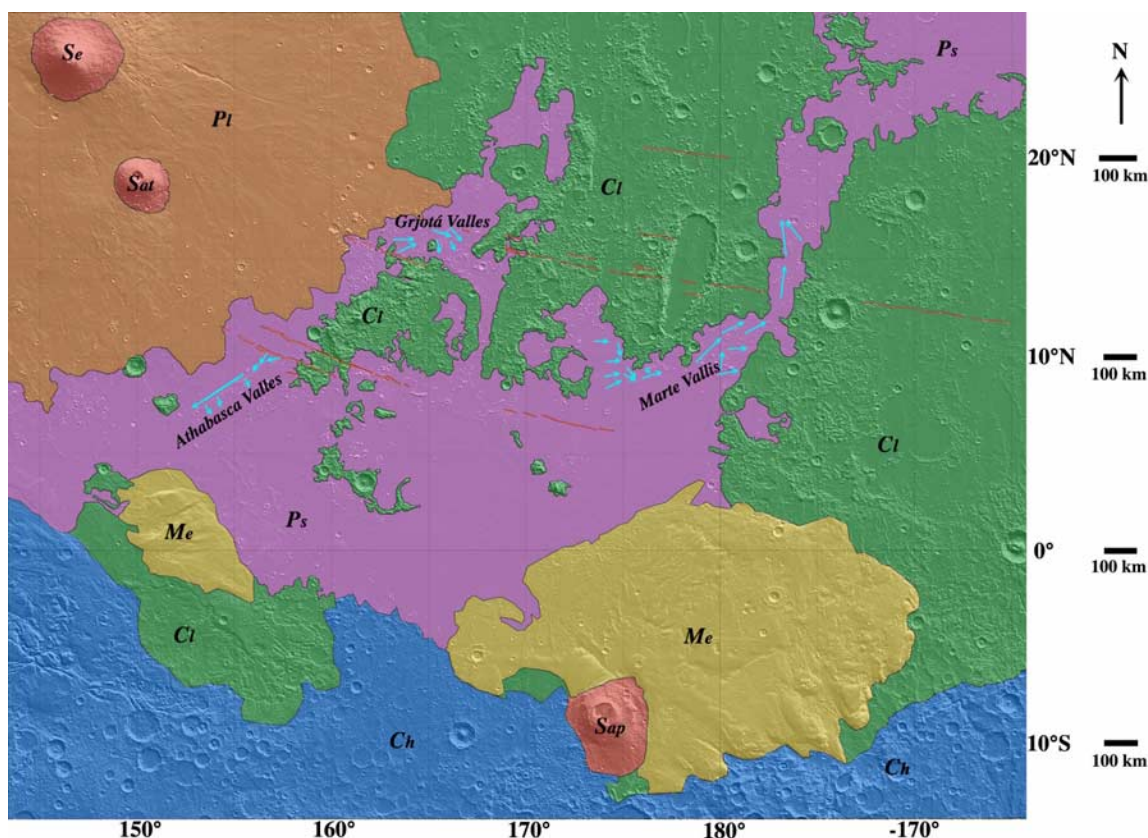 Se
Ps
N
Pl
20°N
100 km
Sat
Cl
Grjotá Valles
Cl
10°N
100 km
Athabasca Valles
Marte Vallis
Cl
Ps
Me
0°
100 km
Cl
Me
Ch
Sap
10°S
100 km
Ch
150°
160°
170°
180°
-170°